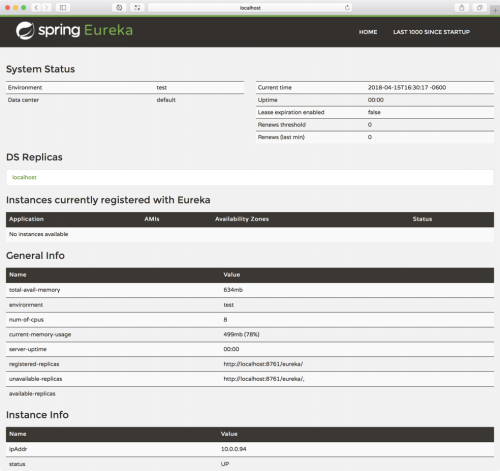 localhost
spring Eureka
HOME LAST 1000 SINCE STARTUP
System Status
Environment test
Data center default
Current time 2018-04-15T16:30:17 -0600
Uptime 00:00
Lease expiration enabled false
Renews threshold 0
Renews (last min) 0
DS Replicas
localhost
Instances currently registered with Eureka
Application AMIs Availability Zones Status
No instances available
General Info
Name Value
total-avail-memory 634mb
environment test
num-of-cpus 8
current-memory-usage 499mb (78%)
server-uptime 00:00
registered-replicas http://localhost:8761/eureka/
unavailable-replicas http://localhost:8761/eureka/,
available-replicas
Instance Info
Name Value
ipAddr 10.0.0.94
status UP